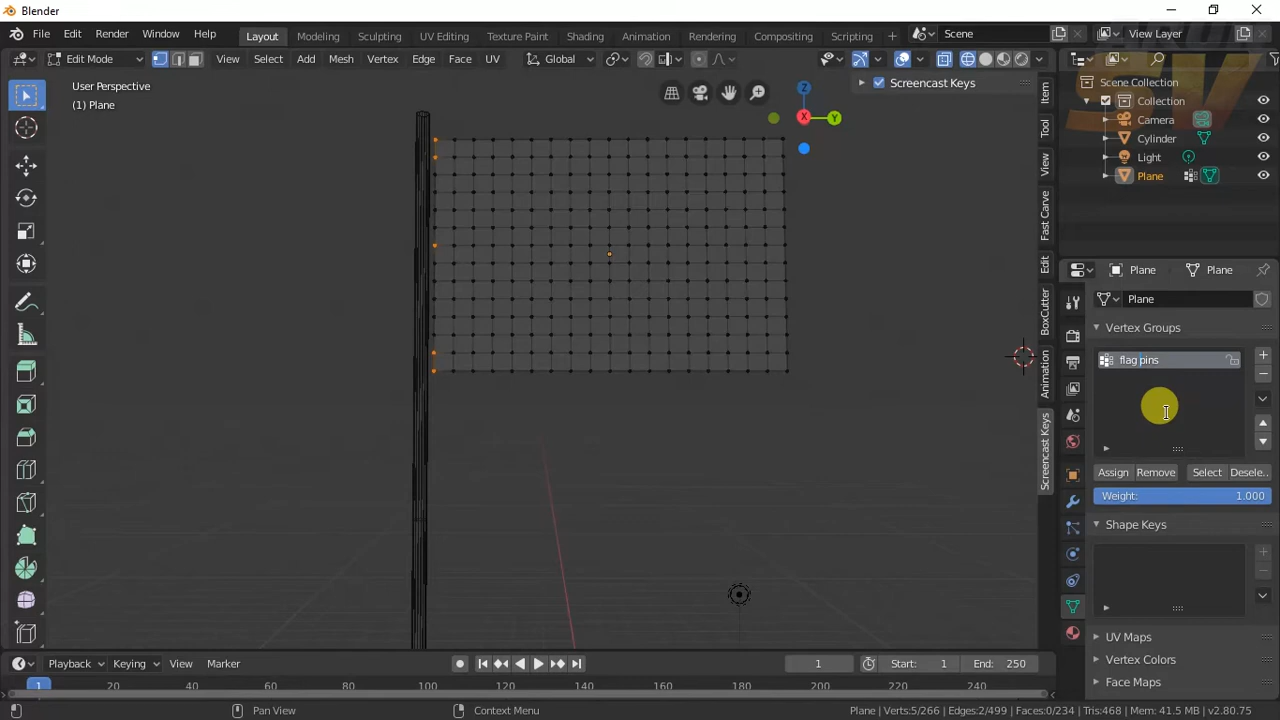 Blender
File Edit Render Window Help Layout Modeling Sculpting UV Editing Texture Paint Shading Animation Rendering Compositing Scripting Scene View Layer
Edit Mode View Select Add Mesh Vertex Edge Face UV Global
User Perspective
(1) Plane
Screencast Keys
Z
X
Y
Item
Tool
View
Fast Carve
Edit
BoxCutter
Animation
Screencast Keys
Scene Collection
Collection
Camera
Cylinder
Light
Plane
Plane Plane
Plane
Vertex Groups
flag pins
Assign Remove Select Desele..
Weight: 1.000
Shape Keys
UV Maps
Vertex Colors
Face Maps
Playback Keying View Marker 1 Start: 1 End: 250
1 20 40 60 80 100 120 140 160 180 200 220 240
Pan View Context Menu Plane | Verts:5/266 | Edges:2/499 | Faces:0/234 | Tris:468 | Mem: 41.5 MB | v2.80.75